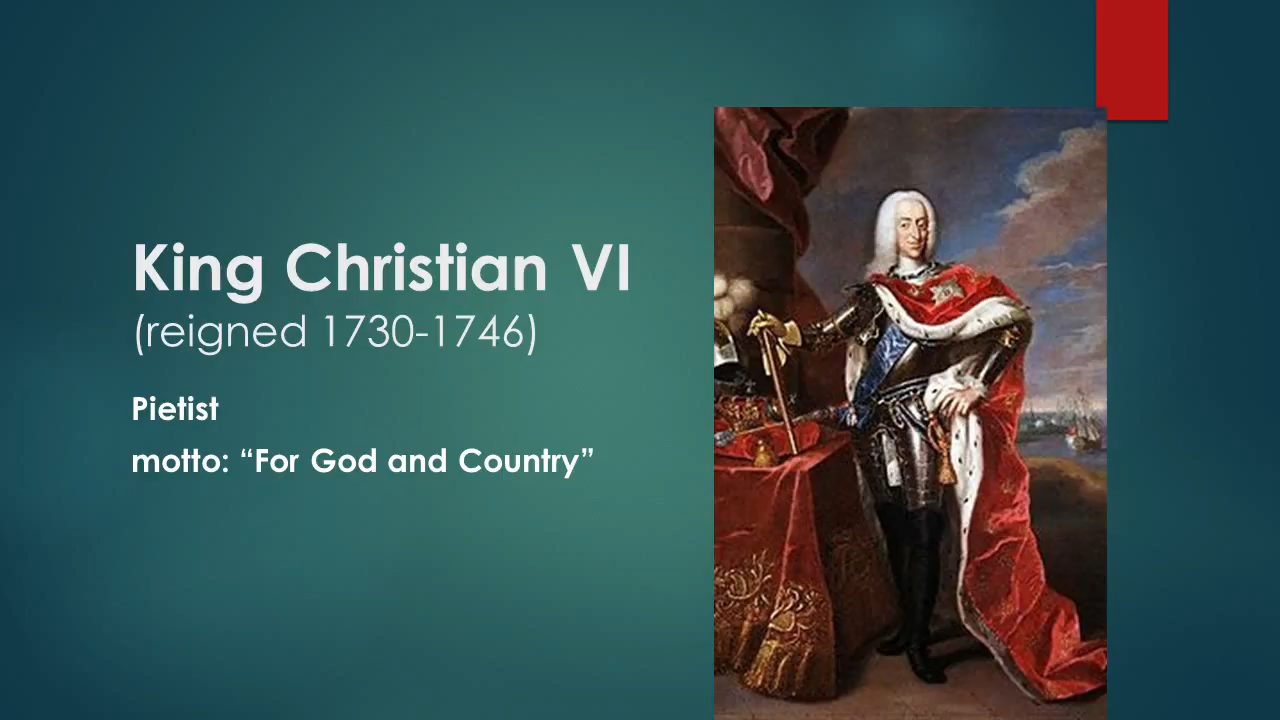 King Christian VI
(reigned 1730-1746)
Pietist
motto: “For God and Country”